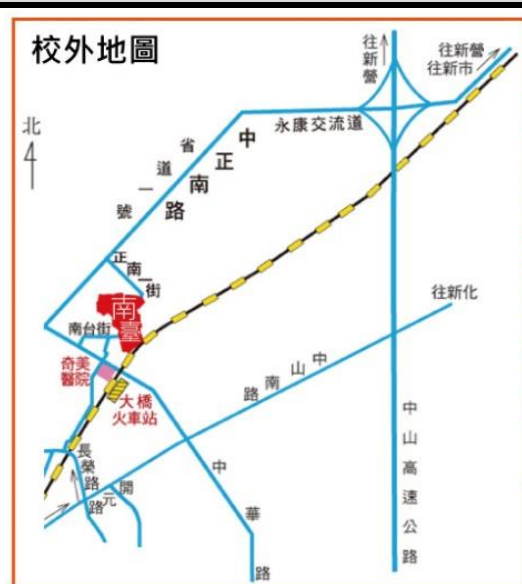 校外地圖
北
往新營
往新營
往新市
永康交流道
中正南路
省道一號
正南一街
南臺
南台街
奇美
醫院
大橋
火車站
往新化
中山南路
中山高速公路
中華路
長榮路
開元路